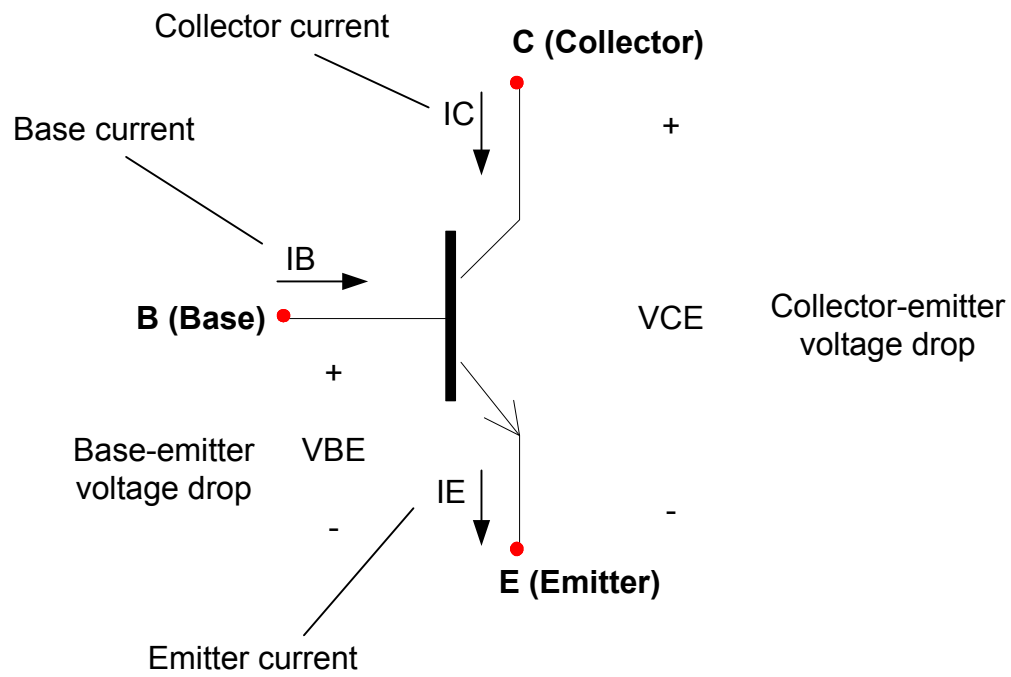 Collector current
C (Collector)
IC
+
Base current
IB
B (Base)
VCE
Collector-emitter
voltage drop
+
Base-emitter
voltage drop
VBE
IE
-
-
E (Emitter)
Emitter current